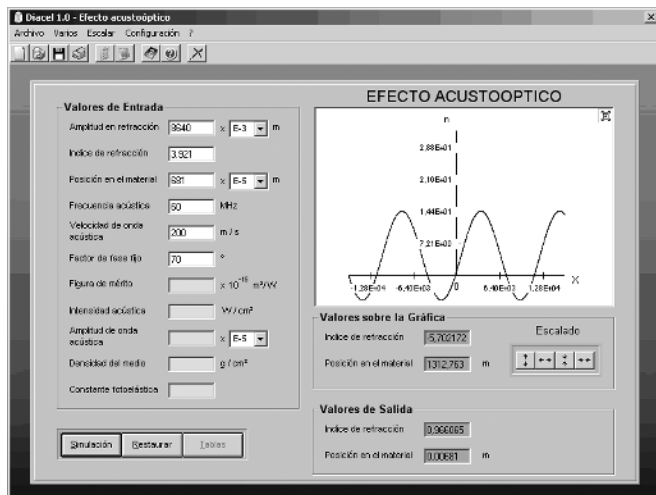 Diacel 1.0 - Efecto acustoóptico
Archivo Varios Escalar Configuración ?
EFECTO ACUSTOOPTICO
Valores de Entrada
Amplitud en refracción 8640 x E-3 m
Indice de refracción 3.921
Posición en el material 681 x E-5 m
Frecuencia acústica 50 MHz
Velocidad de onda acústica 200 m / s
Factor de fase fijo 70 °
Figura de mérito x 10⁻¹⁵ m³/W
Intensidad acústica W / cm²
Amplitud de onda acústica x E-5
Densidad del medio g / cm³
Constante fotoelástica
Simulación Restaurar Tablas
n
2,88E+01
2,10E+01
1,44E+01
7,21E+00
-1,28E+04 -6,40E+03 0 6,40E+03 1,28E+04 X
Valores sobre la Gráfica
Indice de refracción -5,702172
Posición en el material 1312,763 m
Escalado
Valores de Salida
Indice de refracción 0,966065
Posición en el material 0,00681 m